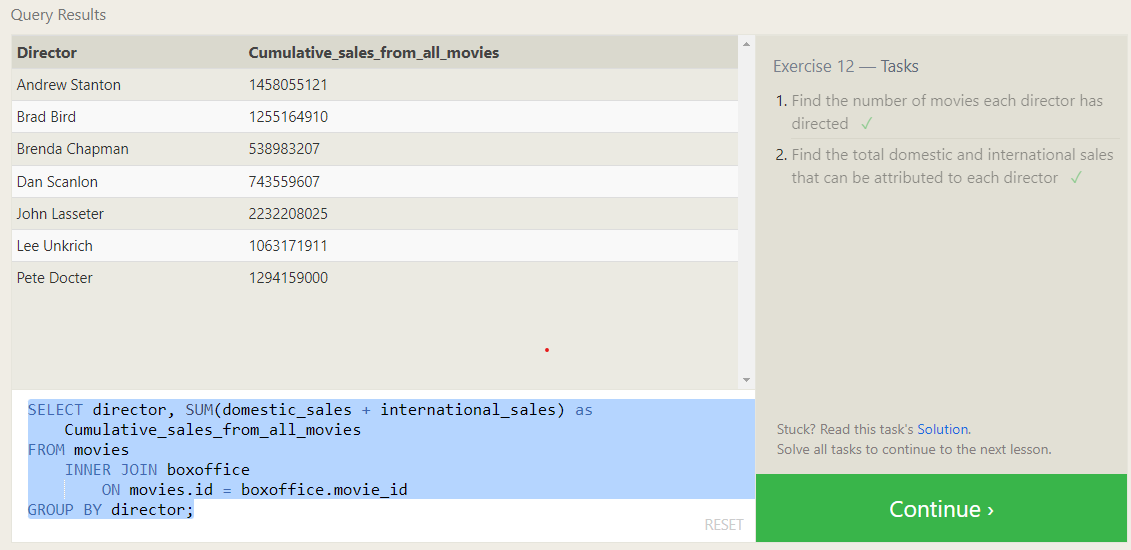 Query Results
Director Cumulative_sales_from_all_movies
Andrew Stanton 1458055121
Brad Bird 1255164910
Brenda Chapman 538983207
Dan Scanlon 743559607
John Lasseter 2232208025
Lee Unkrich 1063171911
Pete Docter 1294159000
SELECT director, SUM(domestic_sales + international_sales) as
Cumulative_sales_from_all_movies
FROM movies
INNER JOIN boxoffice
ON movies.id = boxoffice.movie_id
GROUP BY director;
RESET
Exercise 12 — Tasks
1. Find the number of movies each director has
directed ✓
2. Find the total domestic and international sales
that can be attributed to each director ✓
Stuck? Read this task's Solution.
Solve all tasks to continue to the next lesson.
Continue ›